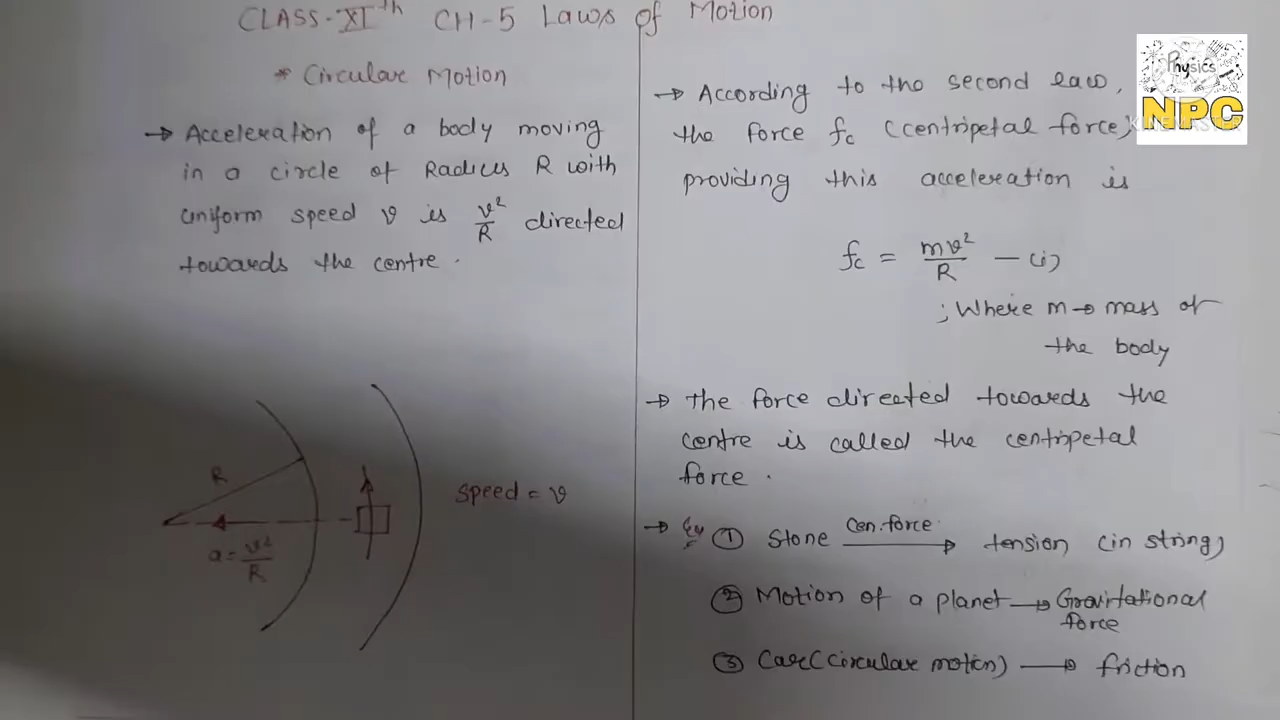 CLASS-XIth CH-5 Laws of Motion
* Circular Motion
→ Acceleration of a body moving
in a circle of Radius R with
uniform speed v is v²/R directed
towards the centre.
R
a = v²/R
speed = v
→ According to the second law,
the force fc (centripetal force)
providing this acceleration is
fc = mv²/R — (i)
; Where m → mass of
the body
→ The force directed towards the
centre is called the centripetal
force.
→ Eg ① Stone Cen. force → tension (in string)
② Motion of a planet → Gravitational
force
③ Car (circular motion) → friction
Physics
NPC